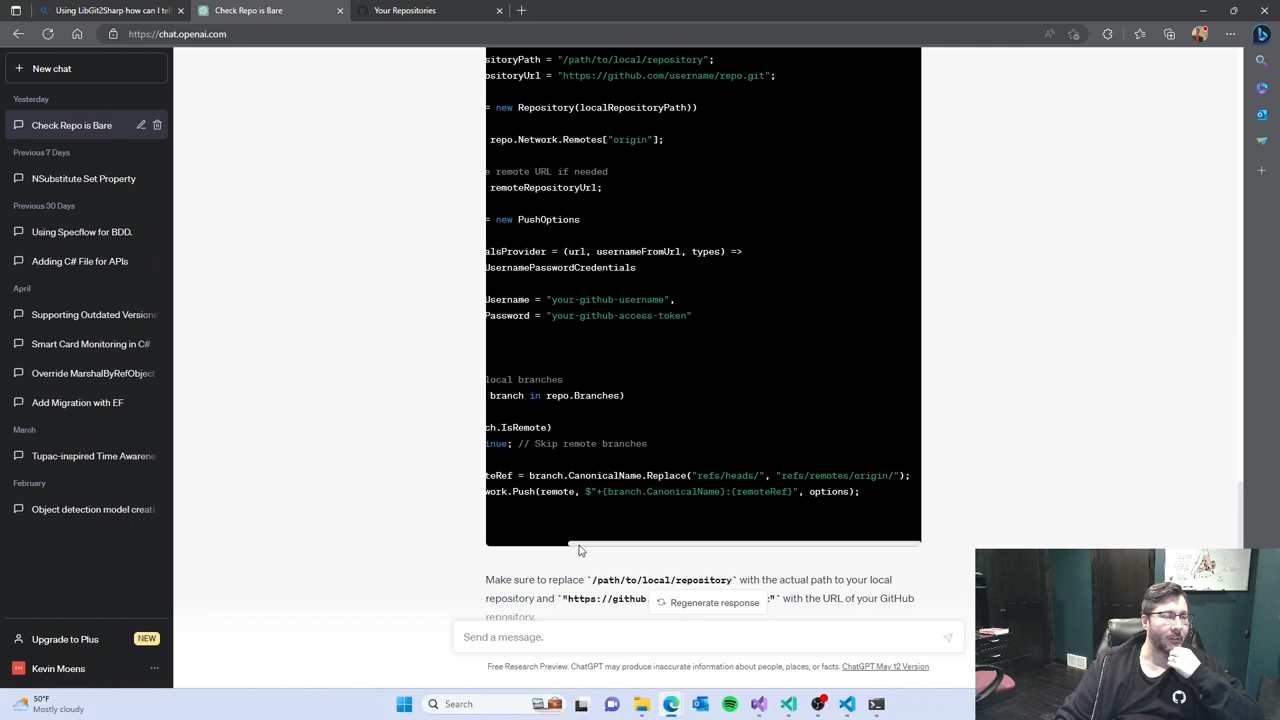 Using LibGit2Sharp how can I tell
Check Repo is Bare
Your Repositories
https://chat.openai.com
New chat
Yesterday
Check Repo is Bare
Previous 7 Days
NSubstitute Set Property
Previous 30 Days
Using Specflow for BDD.
Adding C# File for APIs
April
Supporting Outdated Versions
Smart Card Monitoring in C#
Override MarshalByRefObject
Add Migration with EF
March
Tupac-inspired Time Awarene
February
Object detection model creati
Upgrade to Plus
NEW
Kevin Moens
sitoryPath = "/path/to/local/repository";
ositoryUrl = "https://github.com/username/repo.git";
= new Repository(localRepositoryPath))
repo.Network.Remotes["origin"];
e remote URL if needed
remoteRepositoryUrl;
= new PushOptions
alsProvider = (url, usernameFromUrl, types) =>
UsernamePasswordCredentials
Username = "your-github-username",
Password = "your-github-access-token"
local branches
branch in repo.Branches)
ch.IsRemote)
inue; // Skip remote branches
teRef = branch.CanonicalName.Replace("refs/heads/", "refs/remotes/origin/");
work.Push(remote, $"+{branch.CanonicalName}:{remoteRef}", options);
Make sure to replace `/path/to/local/repository` with the actual path to your local
repository and `"https://github. t"` with the URL of your GitHub
repository.
Regenerate response
Send a message.
Free Research Preview. ChatGPT may produce inaccurate information about people, places, or facts. ChatGPT May 12 Version
50°F
Mostly cloudy
Search